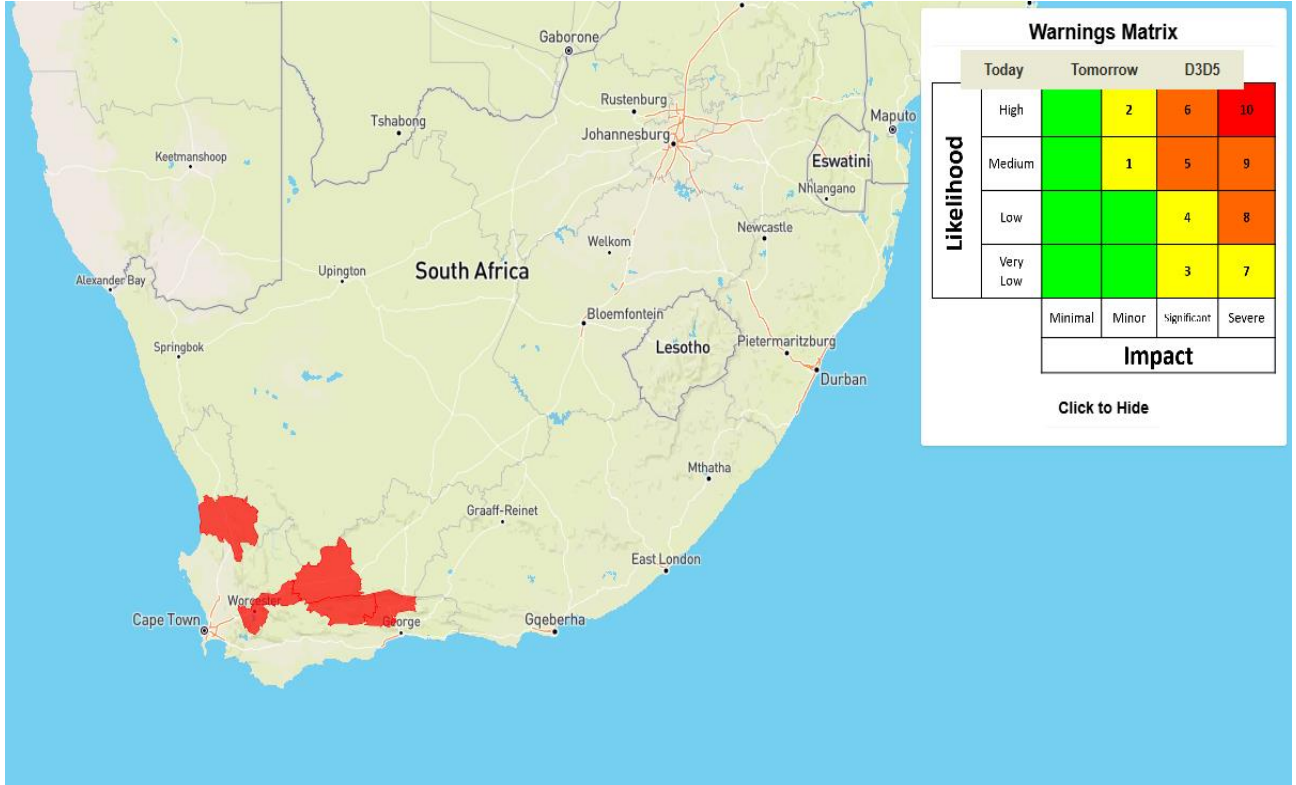 Warnings Matrix
Today Tomorrow D3D5
Likelihood
High 2 6 10
Medium 1 5 9
Low 4 8
Very Low 3 7
Minimal Minor Significant Severe
Impact
Click to Hide
Gaborone
Rustenburg
Johannesburg
Tshabong
Maputo
Keetmanshoop
Eswatini
Nhlangano
Newcastle
Welkom
Upington
South Africa
Alexander Bay
Bloemfontein
Springbok
Lesotho
Pietermaritzburg
Durban
Mthatha
Graaff-Reinet
East London
Worcester
Cape Town
George
Gqeberha